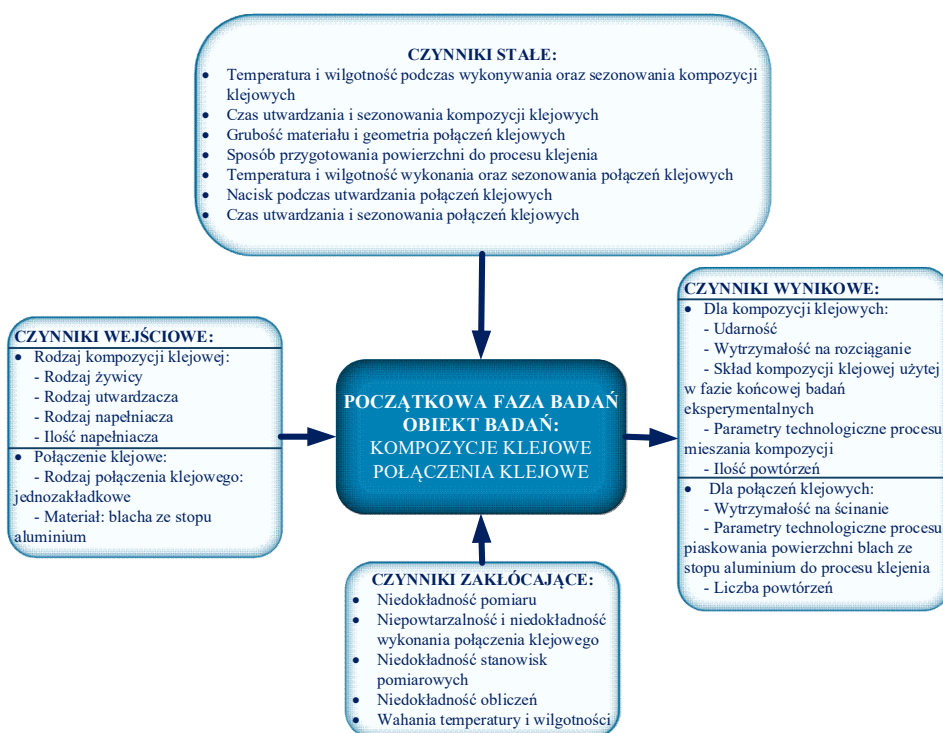 CZYNNIKI STAŁE:
• Temperatura i wilgotność podczas wykonywania oraz sezonowania kompozycji
klejowych
• Czas utwardzania i sezonowania kompozycji klejowych
• Grubość materiału i geometria połączeń klejowych
• Sposób przygotowania powierzchni do procesu klejenia
• Temperatura i wilgotność wykonania oraz sezonowania połączeń klejowych
• Nacisk podczas utwardzania połączeń klejowych
• Czas utwardzania i sezonowania połączeń klejowych
CZYNNIKI WEJŚCIOWE:
• Rodzaj kompozycji klejowej:
- Rodzaj żywicy
- Rodzaj utwardzacza
- Rodzaj napełniacza
- Ilość napełniacza
• Połączenie klejowe:
- Rodzaj połączenia klejowego:
jednozakładkowe
- Materiał: blacha ze stopu
aluminium
POCZĄTKOWA FAZA BADAŃ
OBIEKT BADAŃ:
KOMPOZYCJE KLEJOWE
POŁĄCZENIA KLEJOWE
CZYNNIKI WYNIKOWE:
• Dla kompozycji klejowych:
- Udarność
- Wytrzymałość na rozciąganie
- Skład kompozycji klejowej użytej
w fazie końcowej badań
eksperymentalnych
- Parametry technologiczne procesu
mieszania kompozycji
- Ilość powtórzeń
• Dla połączeń klejowych:
- Wytrzymałość na ścinanie
- Parametry technologiczne procesu
piaskowania powierzchni blach ze
stopu aluminium do procesu klejenia
- Liczba powtórzeń
CZYNNIKI ZAKŁÓCAJĄCE:
• Niedokładność pomiaru
• Niepowtarzalność i niedokładność
wykonania połączenia klejowego
• Niedokładność stanowisk
pomiarowych
• Niedokładność obliczeń
• Wahania temperatury i wilgotności